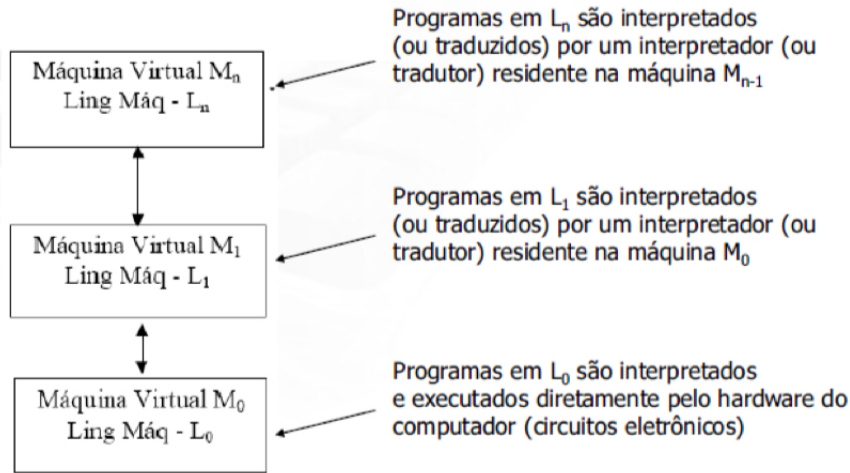 Programas em Lₙ são interpretados
(ou traduzidos) por um interpretador (ou
tradutor) residente na máquina Mₙ₋₁
Máquina Virtual Mₙ
Ling Máq - Lₙ
Programas em L₁ são interpretados
(ou traduzidos) por um interpretador (ou
tradutor) residente na máquina M₀
Máquina Virtual M₁
Ling Máq - L₁
Programas em L₀ são interpretados
e executados diretamente pelo hardware do
computador (circuitos eletrônicos)
Máquina Virtual M₀
Ling Máq - L₀